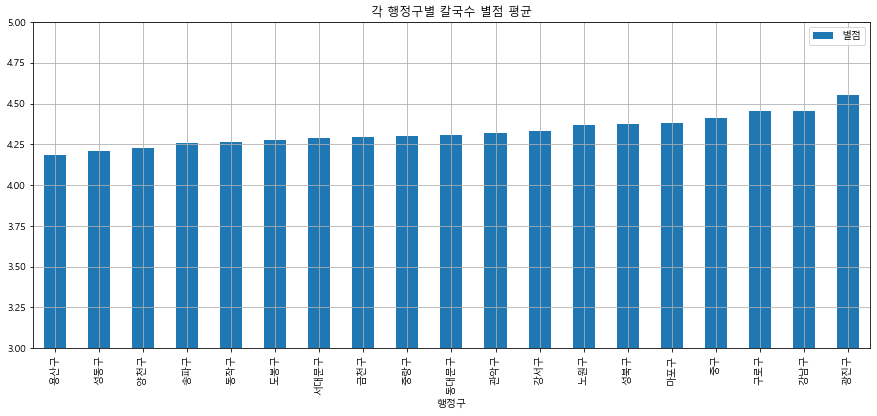 각 행정구별 칼국수 별점 평균
별점
5.00
4.75
4.50
4.25
4.00
3.75
3.50
3.25
3.00
용산구
성동구
양천구
송파구
동작구
도봉구
서대문구
금천구
중랑구
동대문구
관악구
강서구
노원구
성북구
마포구
중구
구로구
강남구
광진구
행정구